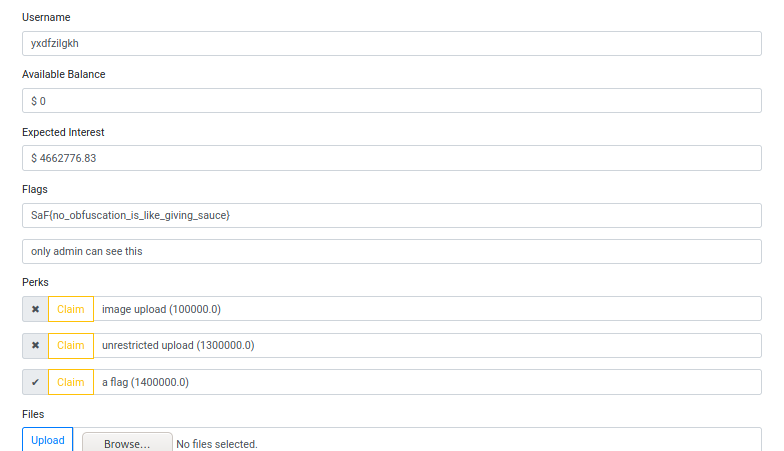 Username
yxdfzilgkh
Available Balance
$ 0
Expected Interest
$ 4662776.83
Flags
SaF{no_obfuscation_is_like_giving_sauce}
only admin can see this
Perks
✖ Claim image upload (100000.0)
✖ Claim unrestricted upload (1300000.0)
✔ Claim a flag (1400000.0)
Files
Upload Browse... No files selected.